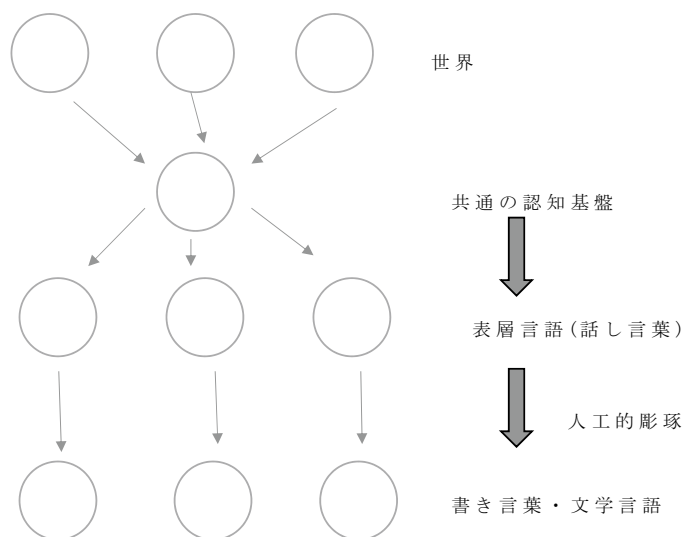 世界
共通の認知基盤
表層言語(話し言葉)
人工的彫琢
書き言葉・文学言語